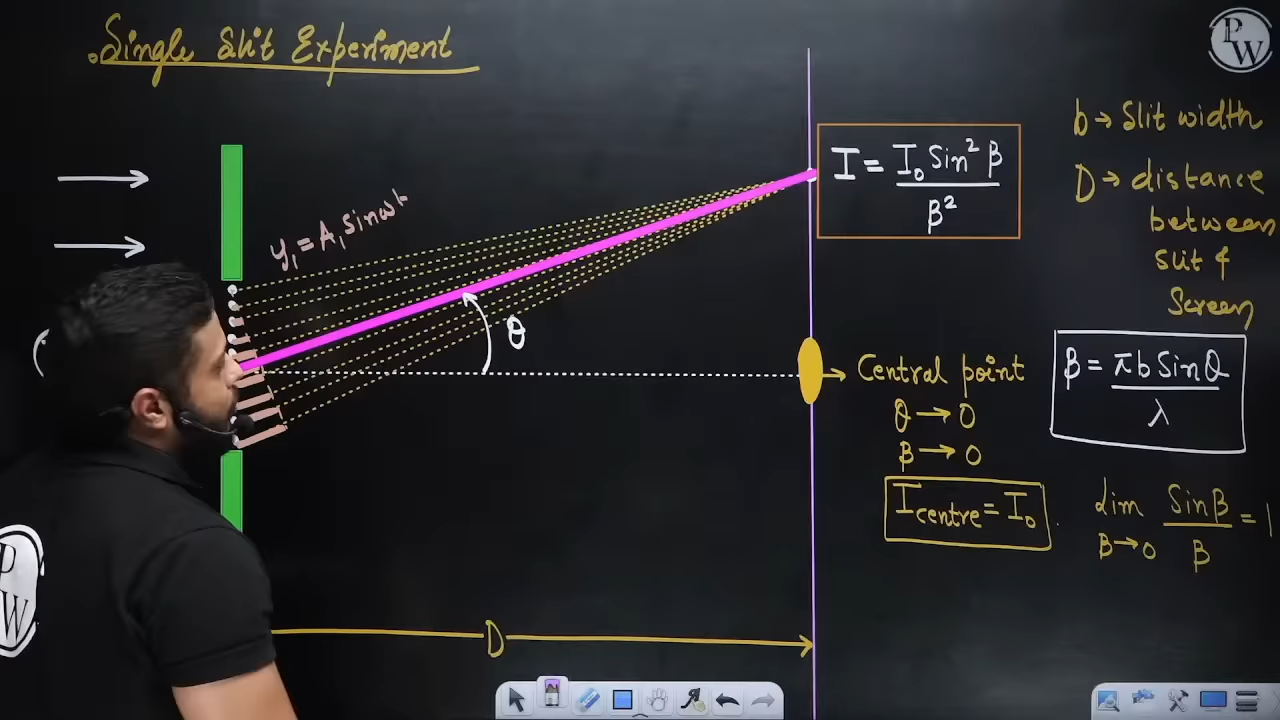 Single Slit Experiment
P
W
b → Slit width
D → distance
between
Slit &
Screen
y₁ = A₁ sinωt
I = I₀ Sin² β / β²
θ
β = πb Sinθ / λ
Central point
θ → 0
β → 0
I centre = I₀
Lim β→0 Sinβ / β = 1
P
W
D